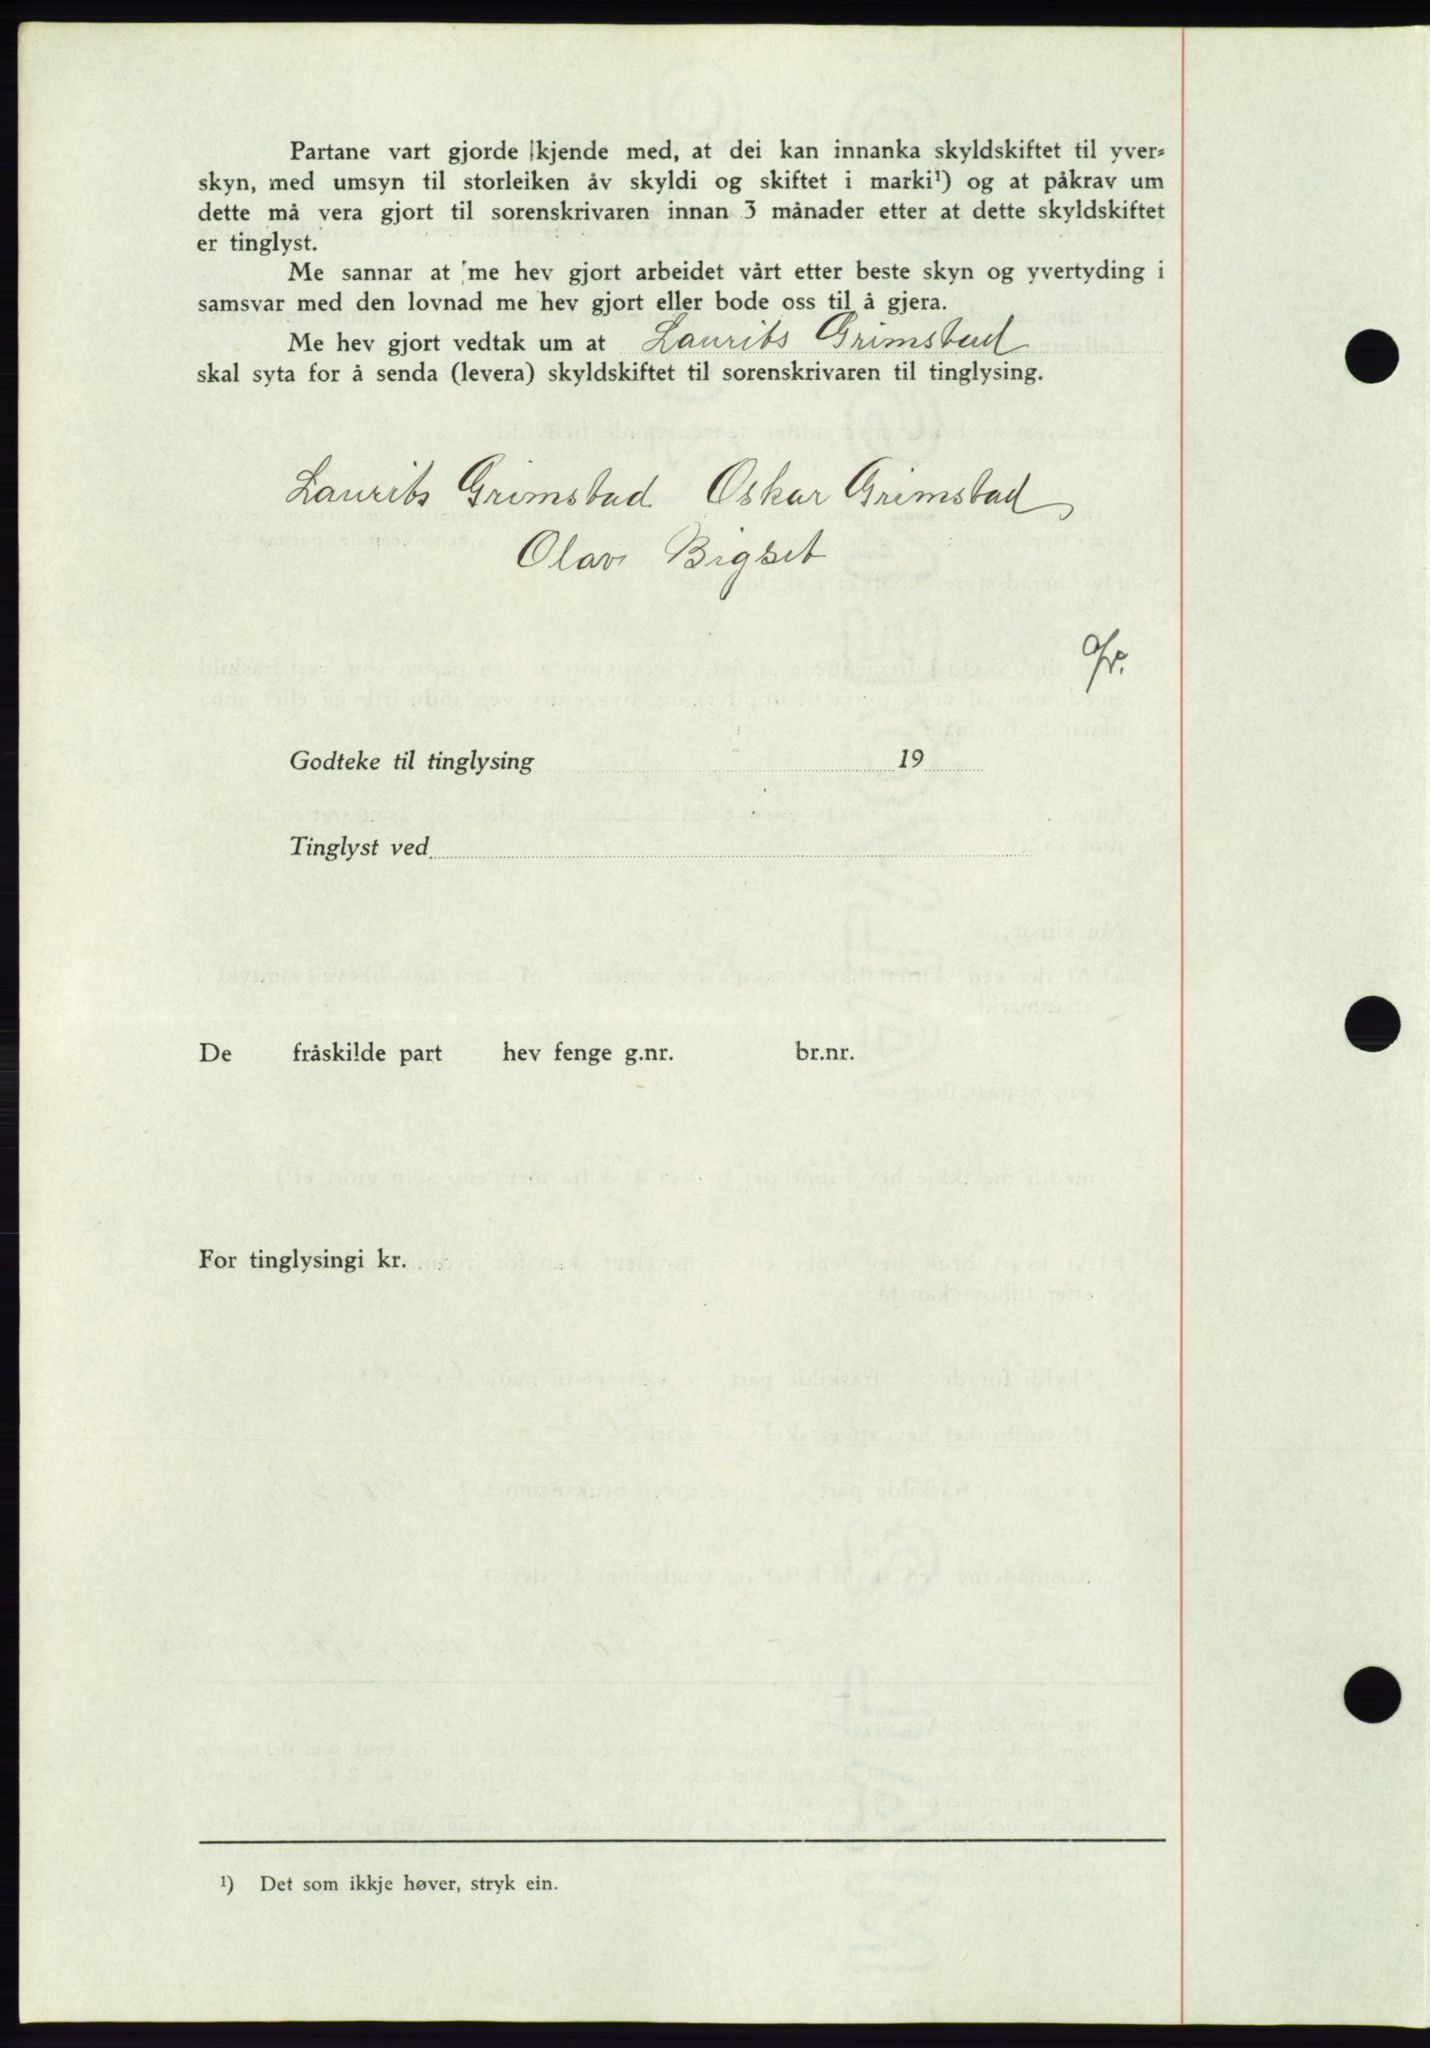 Partane vart gjorde kjende med, at dei kan innanka skyldskiftet til yver-
skyn, med umsyn til storleiken åv skyldi og skiftet i marki¹) og at påkrav um
dette må vera gjort til sorenskrivaren innan 3 månader etter at dette skyldskiftet
er tinglyst.
Me sannar at me hev gjort arbeidet vårt etter beste skyn og yvertyding i
samsvar med den lovnad me hev gjort eller bode oss til å gjera.
Me hev gjort vedtak um at Laurits Grimstad
skal syta for å senda (levera) skyldskiftet til sorenskrivaren til tinglysing.
Laurits Grimstad Oskar Grimstad
Olav Bigset
Godteke til tinglysing 19
Tinglyst ved
De fråskilde part hev fenge g.nr. br.nr.
For tinglysingi kr.
¹) Det som ikkje høver, stryk ein.